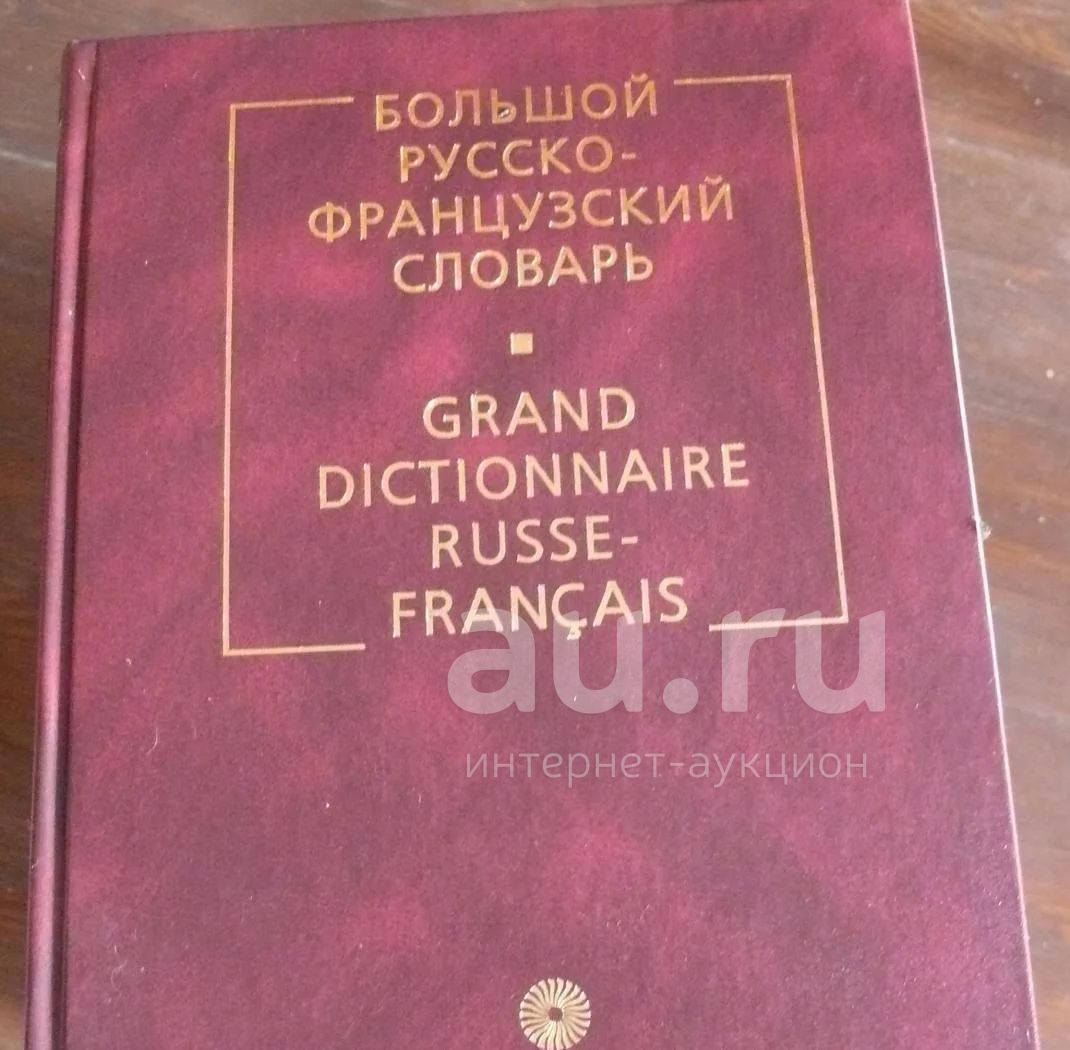 БОЛЬШОЙ
РУССКО-
ФРАНЦУЗСКИЙ
СЛОВАРЬ
GRAND
DICTIONNAIRE
RUSSE-
FRANÇAIS
au.ru
интернет-аукцион